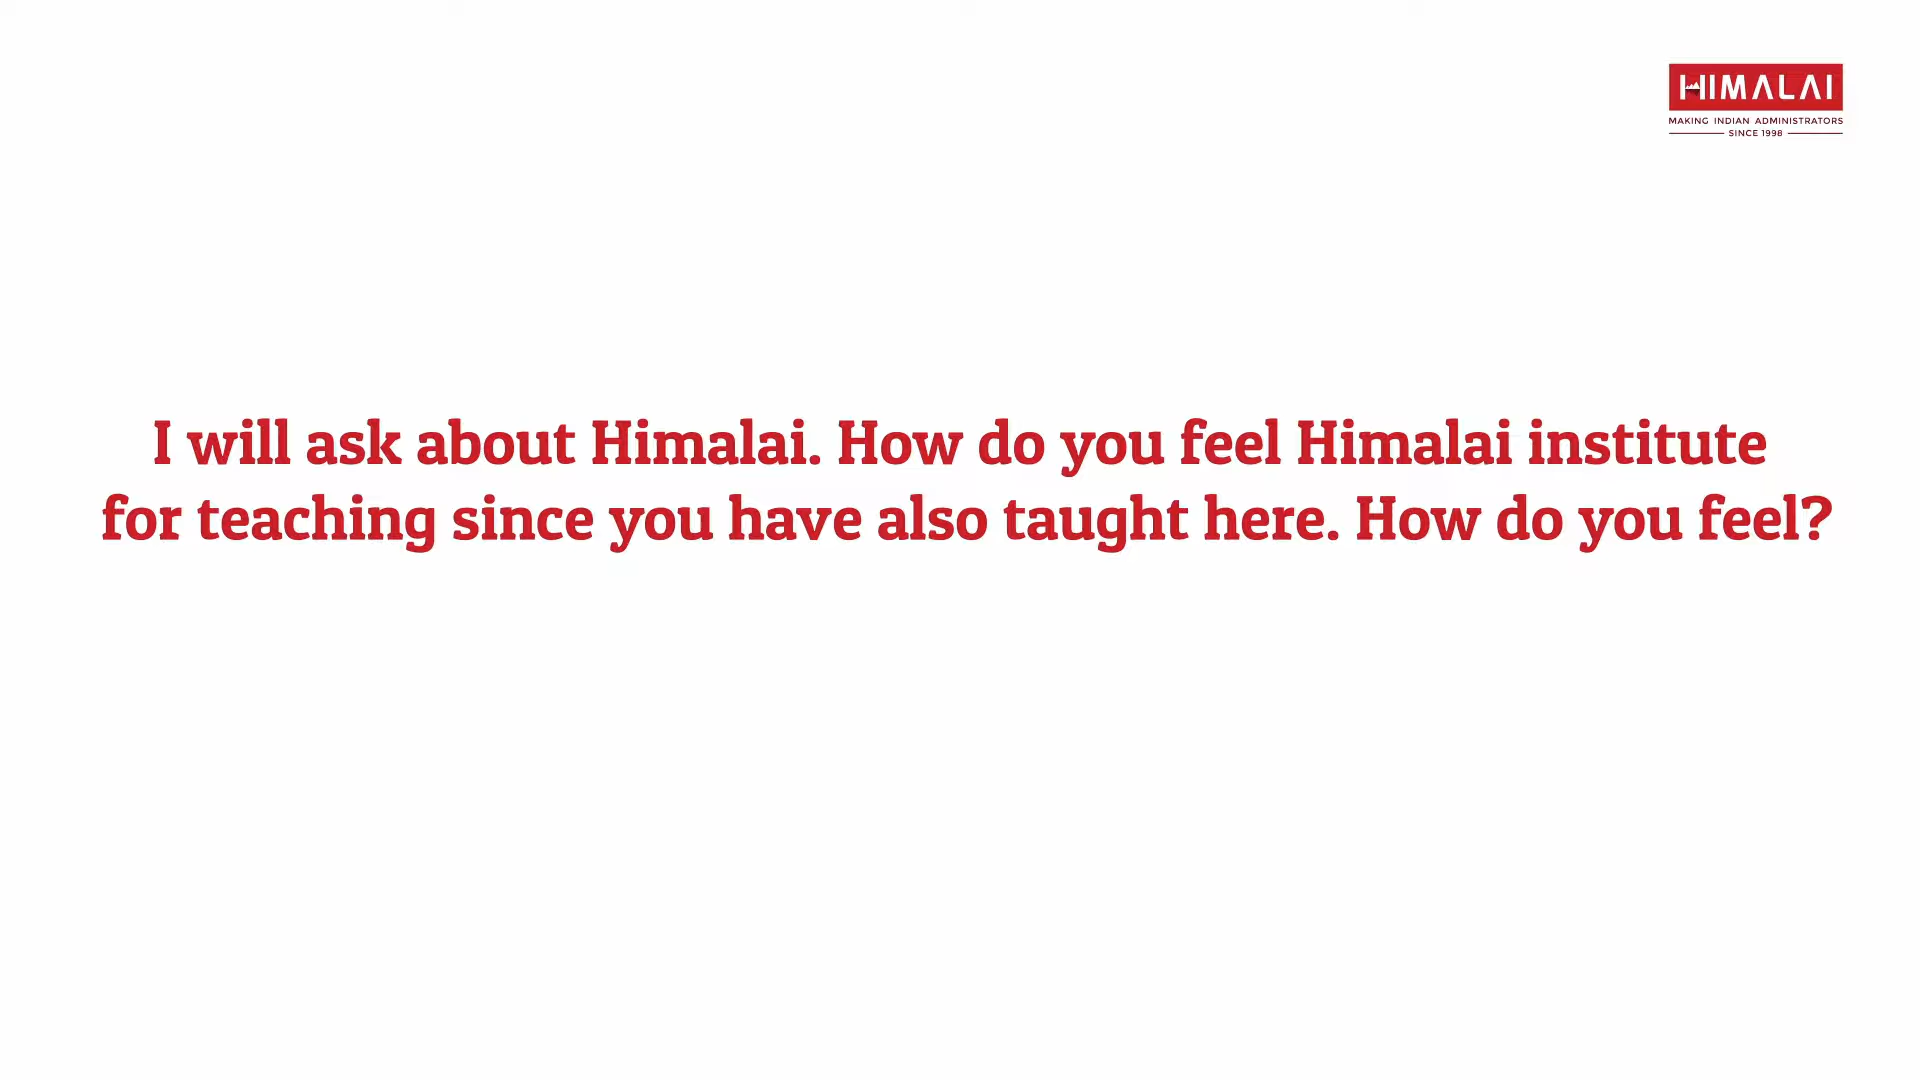 HIMALAI
MAKING INDIAN ADMINISTRATORS
SINCE 1998
I will ask about Himalai. How do you feel Himalai institute
for teaching since you have also taught here. How do you feel?